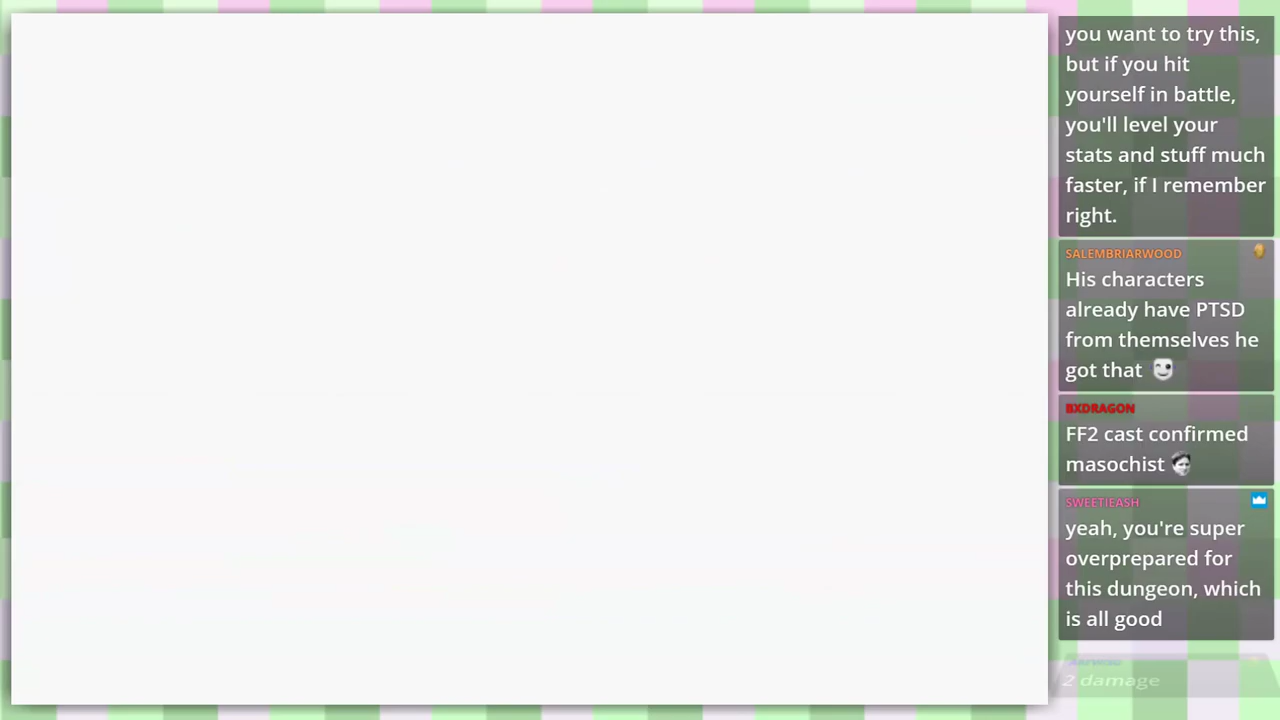 you want to try this,
but if you hit
yourself in battle,
you'll level your
stats and stuff much
faster, if I remember
right.
SALEMBRIARWOOD
His characters
already have PTSD
from themselves he
got that
BXDRAGON
FF2 cast confirmed
masochist
SWEETIEASH
yeah, you're super
overprepared for
this dungeon, which
is all good
2 damage